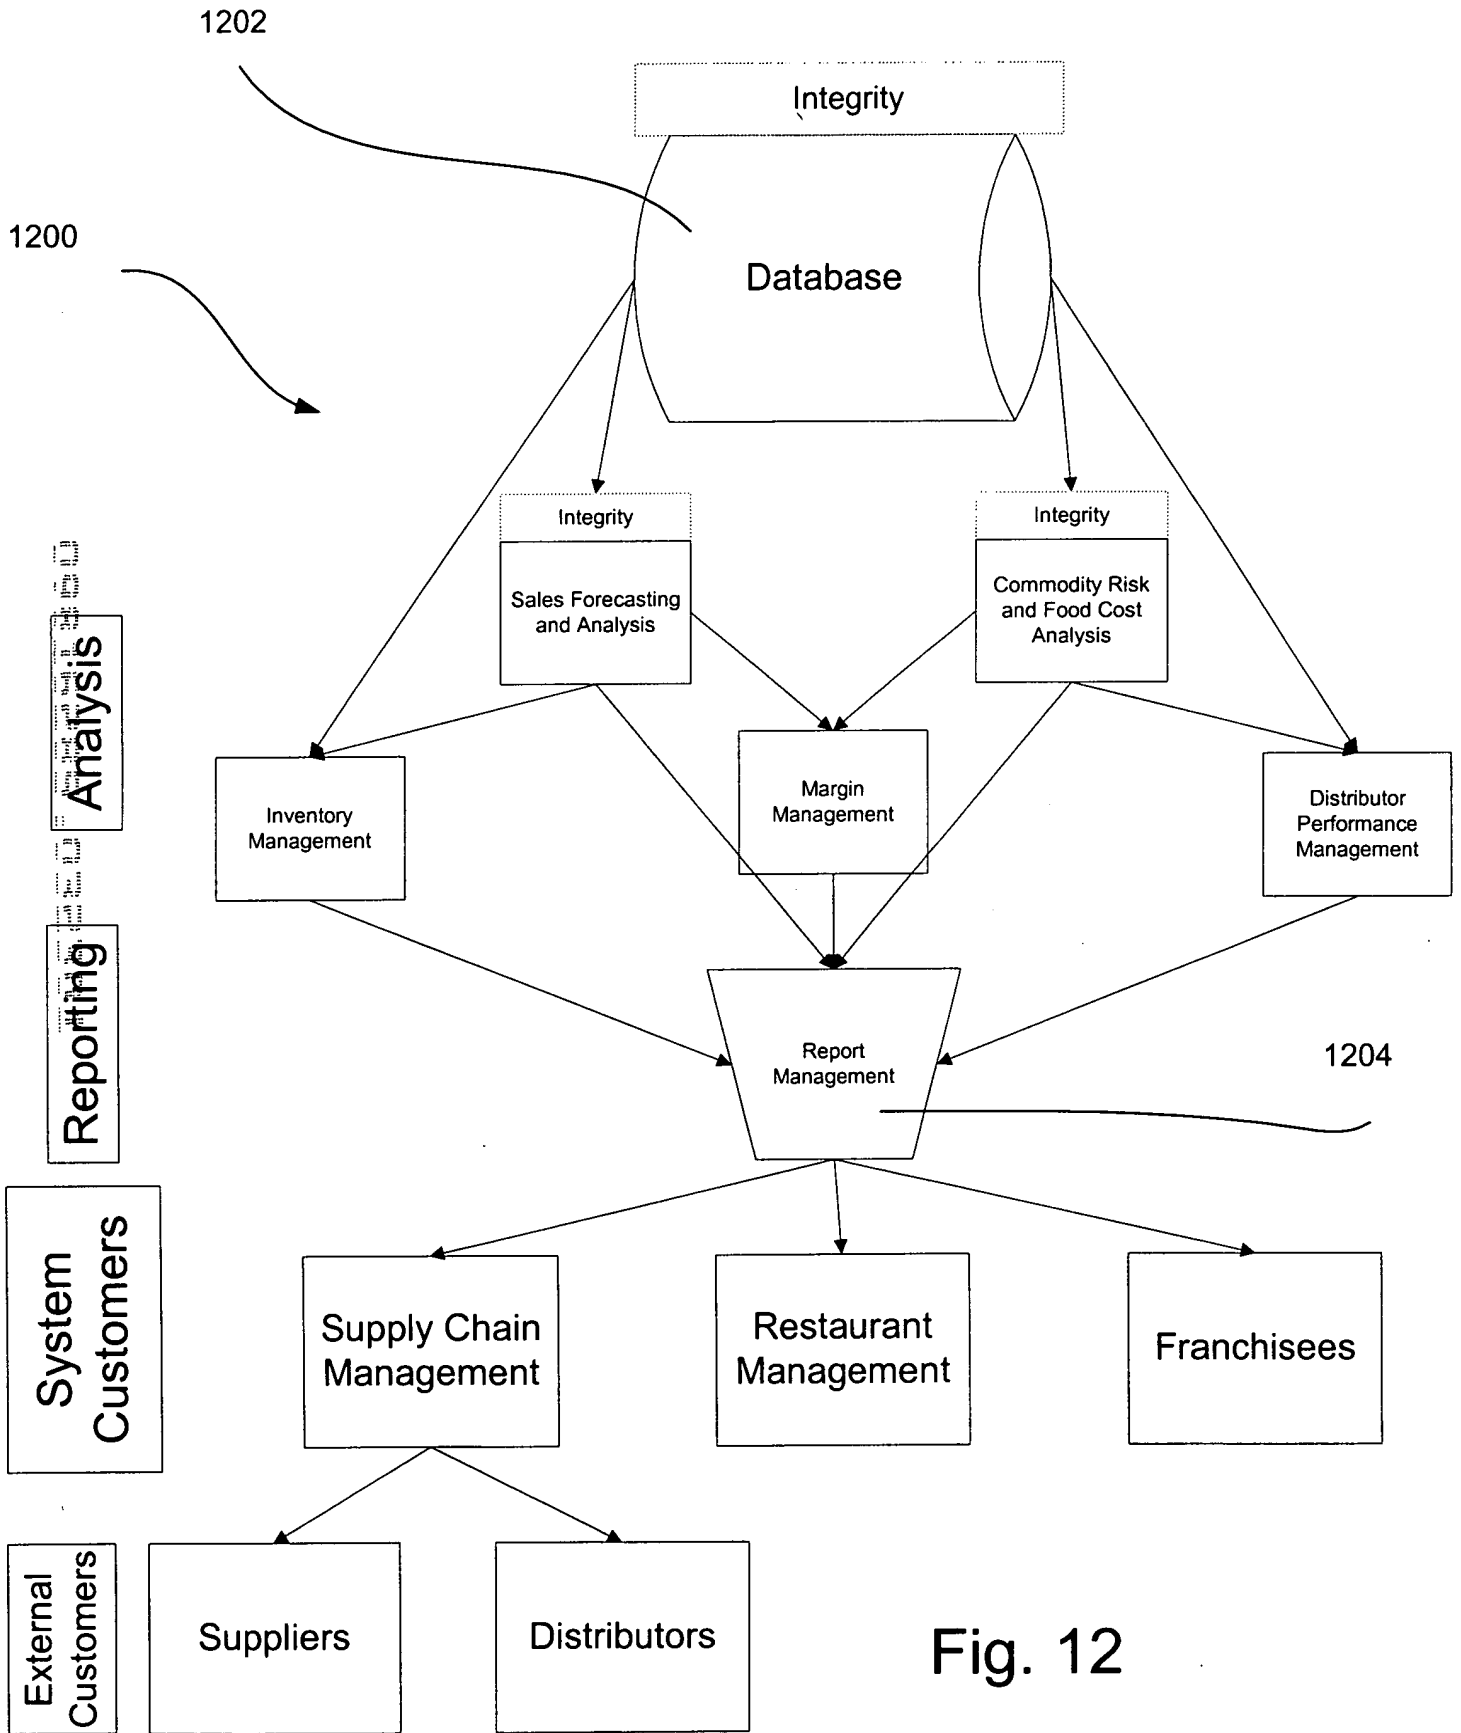 1202
Integrity
1200
Database
Integrity
Integrity
Sales Forecasting
and Analysis
Commodity Risk
and Food Cost
Analysis
Analysis
Inventory
Management
Margin
Management
Distributor
Performance
Management
Reporting
Report
Management
1204
System
Customers
Supply Chain
Management
Restaurant
Management
Franchisees
External
Customers
Suppliers
Distributors
Fig. 12